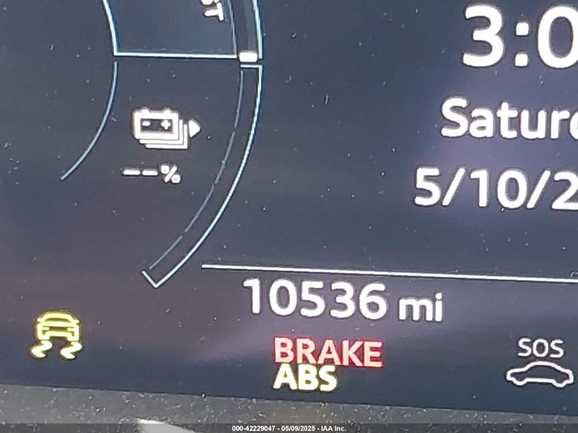 3:0
Satur
5/10/2
--%
10536 mi
BRAKE
ABS
SOS
000-42229047 - 05/09/2025 - IAA Inc.